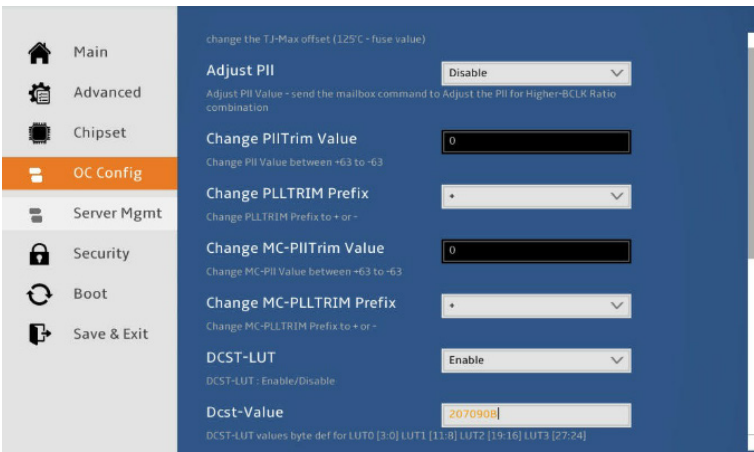 Main
Advanced
Chipset
OC Config
Server Mgmt
Security
Boot
Save & Exit
change the TJ-Max offset (125'C - fuse value)
Adjust Pll
Disable
Adjust Pll Value - send the mailbox command to Adjust the Pll for Higher-BCLK Ratio
combination
Change PllTrim Value
0
Change Pll Value between +63 to -63
Change PLLTRIM Prefix
+
Change PLLTRIM Prefix to + or -
Change MC-PllTrim Value
0
Change MC-Pll Value between +63 to -63
Change MC-PLLTRIM Prefix
+
Change MC-PLLTRIM Prefix to + or -
DCST-LUT
Enable
DCST-LUT : Enable/Disable
Dcst-Value
2070908
DCST-LUT values byte def for LUT0 [3:0] LUT1 [11:8] LUT2 [19:16] LUT3 [27:24]